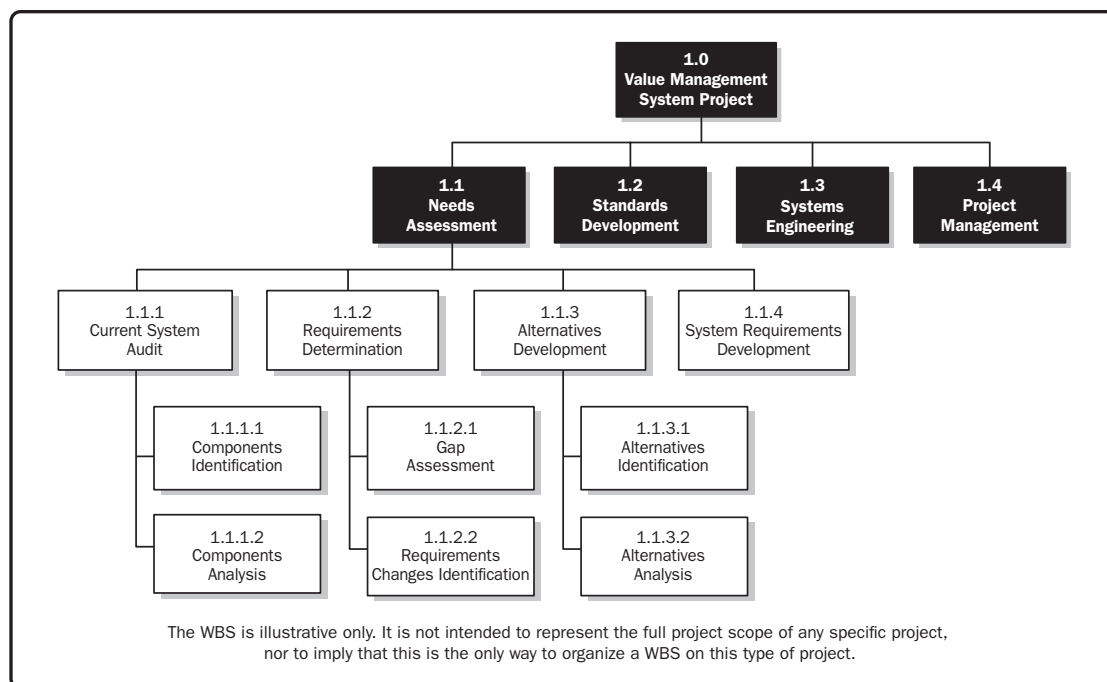 1.0
Value Management
System Project
1.1
Needs
Assessment
1.2
Standards
Development
1.3
Systems
Engineering
1.4
Project
Management
1.1.1
Current System
Audit
1.1.2
Requirements
Determination
1.1.3
Alternatives
Development
1.1.4
System Requirements
Development
1.1.1.1
Components
Identification
1.1.2.1
Gap
Assessment
1.1.3.1
Alternatives
Identification
1.1.1.2
Components
Analysis
1.1.2.2
Requirements
Changes Identification
1.1.3.2
Alternatives
Analysis
The WBS is illustrative only. It is not intended to represent the full project scope of any specific project,
nor to imply that this is the only way to organize a WBS on this type of project.